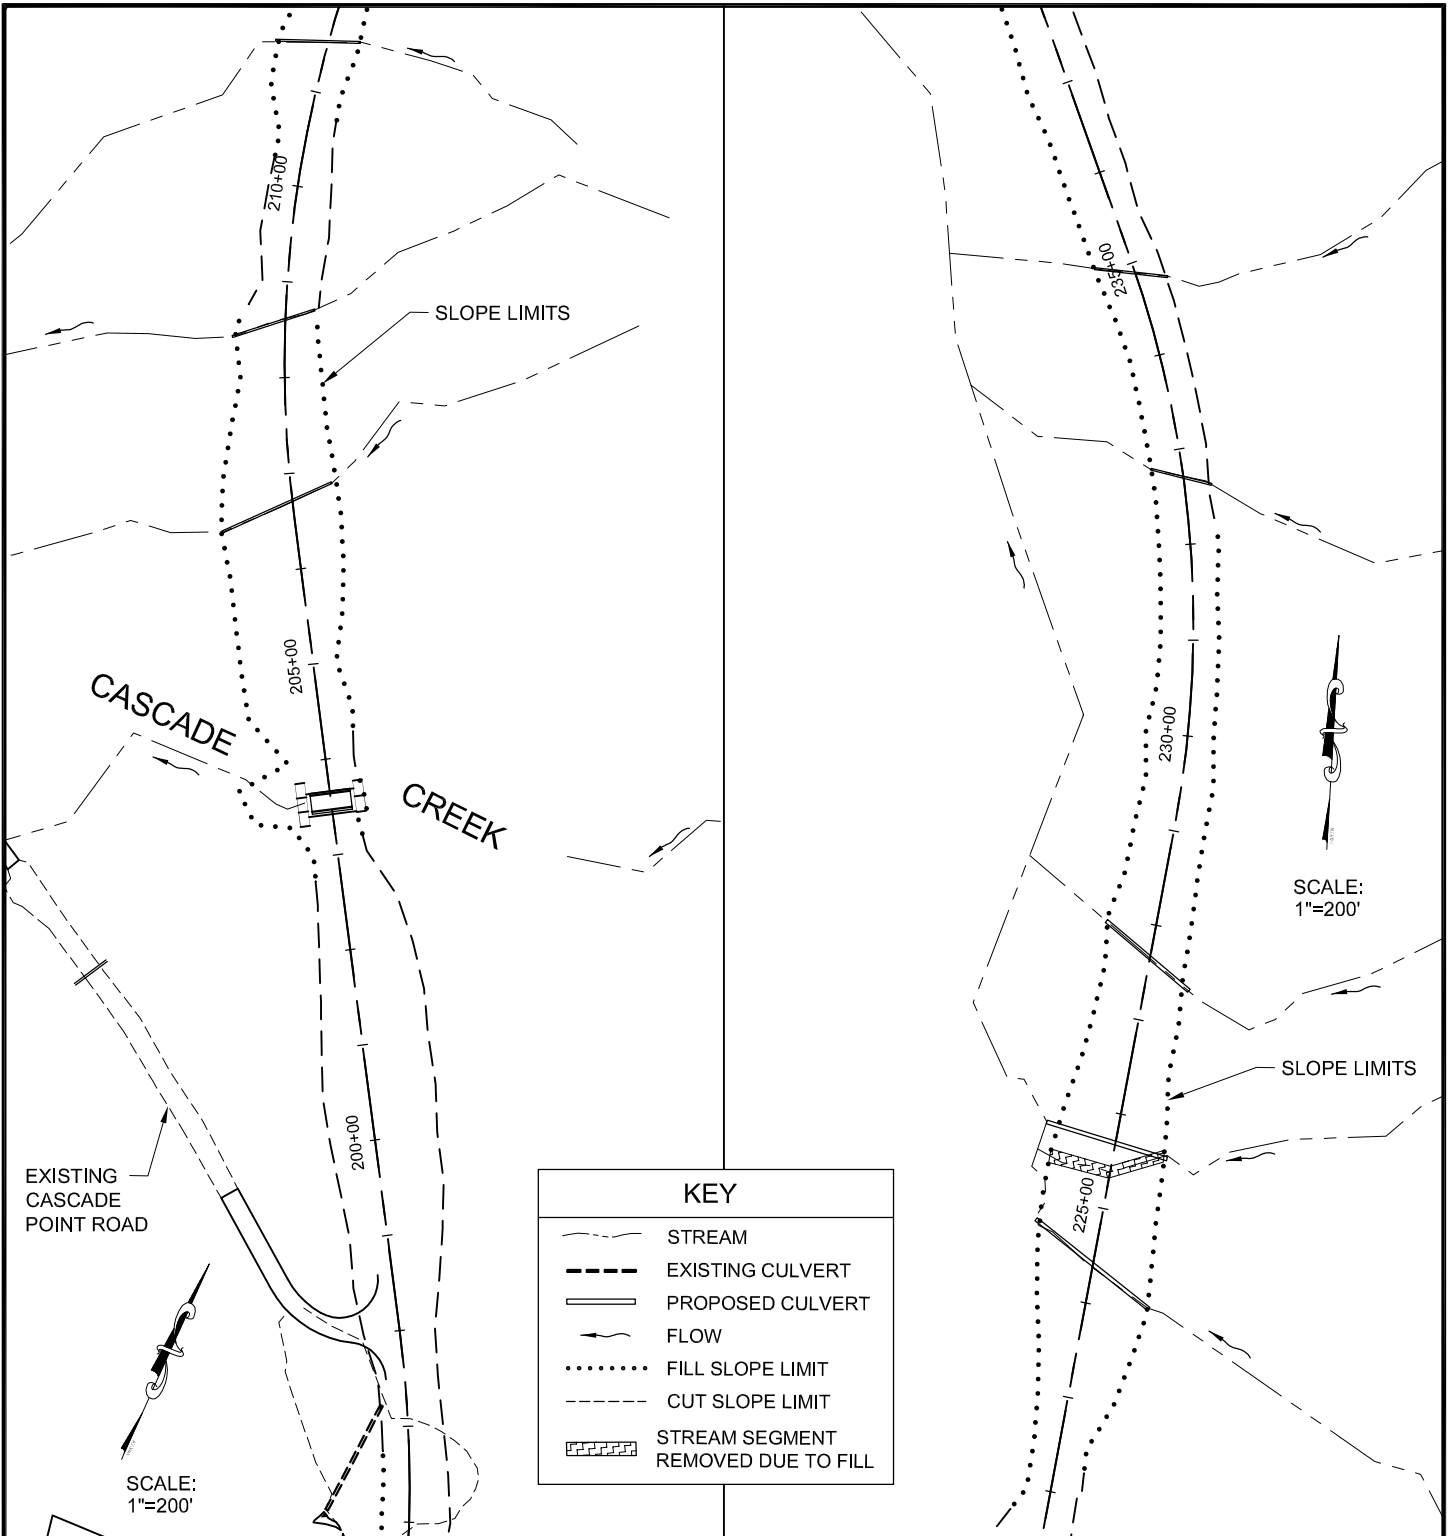 210+00
SLOPE LIMITS
205+00
CASCADE
CREEK
200+00
EXISTING
CASCADE
POINT ROAD
SCALE:
1"=200'
KEY
STREAM
EXISTING CULVERT
PROPOSED CULVERT
FLOW
FILL SLOPE LIMIT
CUT SLOPE LIMIT
STREAM SEGMENT
REMOVED DUE TO FILL
235+00
230+00
SCALE:
1"=200'
SLOPE LIMITS
225+00